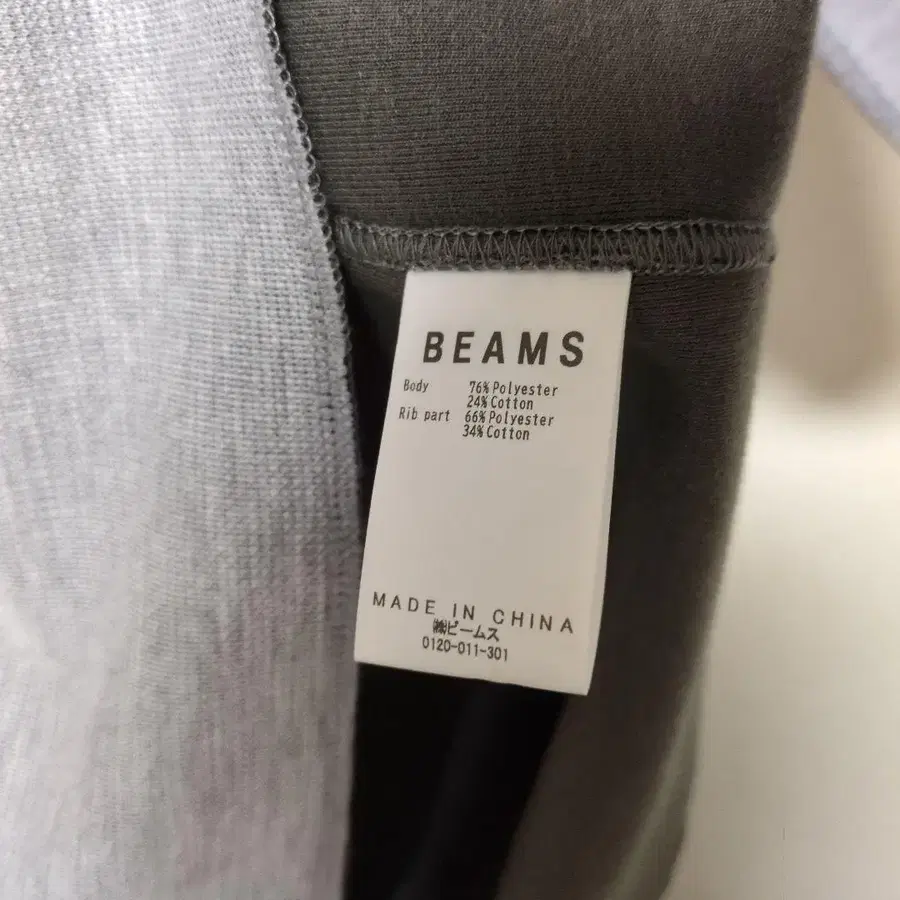 BEAMS
Body 76% Polyester
24% Cotton
Rib part 66% Polyester
34% Cotton
MADE IN CHINA
㈱ビームス
0120-011-301